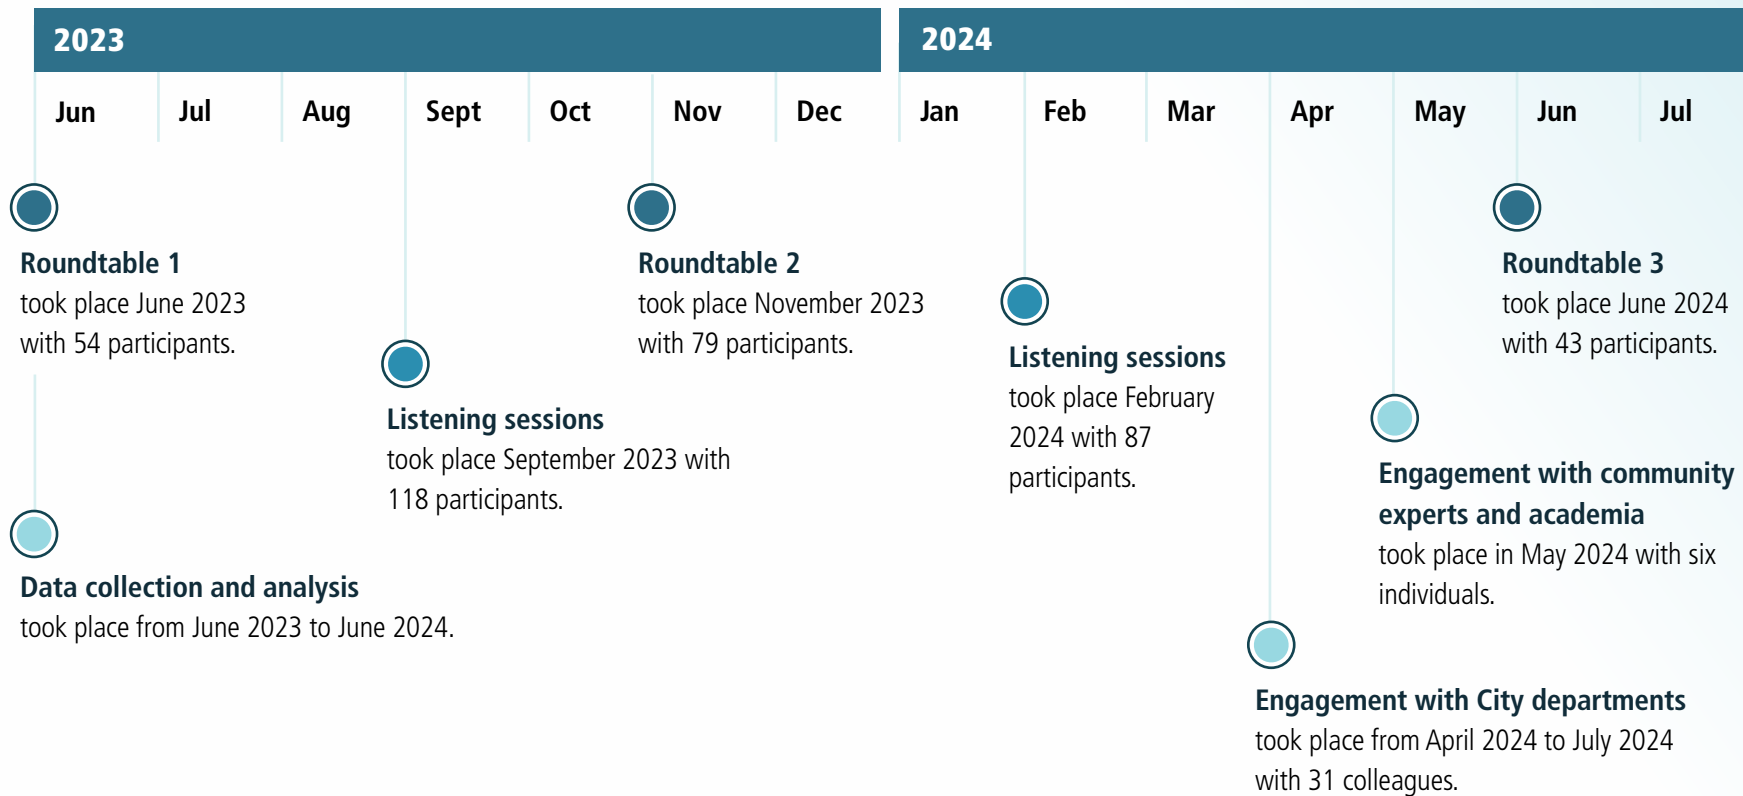 2023
2024
Jun
Jul
Aug
Sept
Oct
Nov
Dec
Jan
Feb
Mar
Apr
May
Jun
Jul
Roundtable 1
took place June 2023
with 54 participants.
Data collection and analysis
took place from June 2023 to June 2024.
Listening sessions
took place September 2023 with
118 participants.
Roundtable 2
took place November 2023
with 79 participants.
Listening sessions
took place February
2024 with 87
participants.
Engagement with City departments
took place from April 2024 to July 2024
with 31 colleagues.
Engagement with community
experts and academia
took place in May 2024 with six
individuals.
Roundtable 3
took place June 2024
with 43 participants.